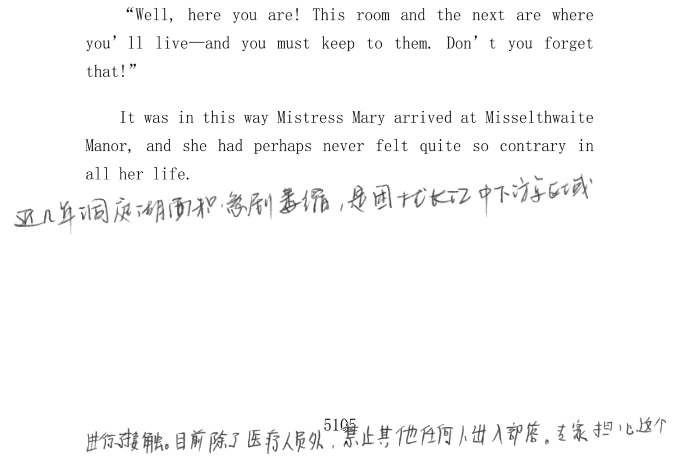 “Well, here you are! This room and the next are where
you’ll live—and you must keep to them. Don’t you forget
that!”
It was in this way Mistress Mary arrived at Misselthwaite
Manor, and she had perhaps never felt quite so contrary in
all her life.
近几年洞庭湖面积急剧萎缩,是困扰长江中下游区域
5105
进行接触。目前除了医疗人员外,禁止其他任何人出入部落。专家担心这个